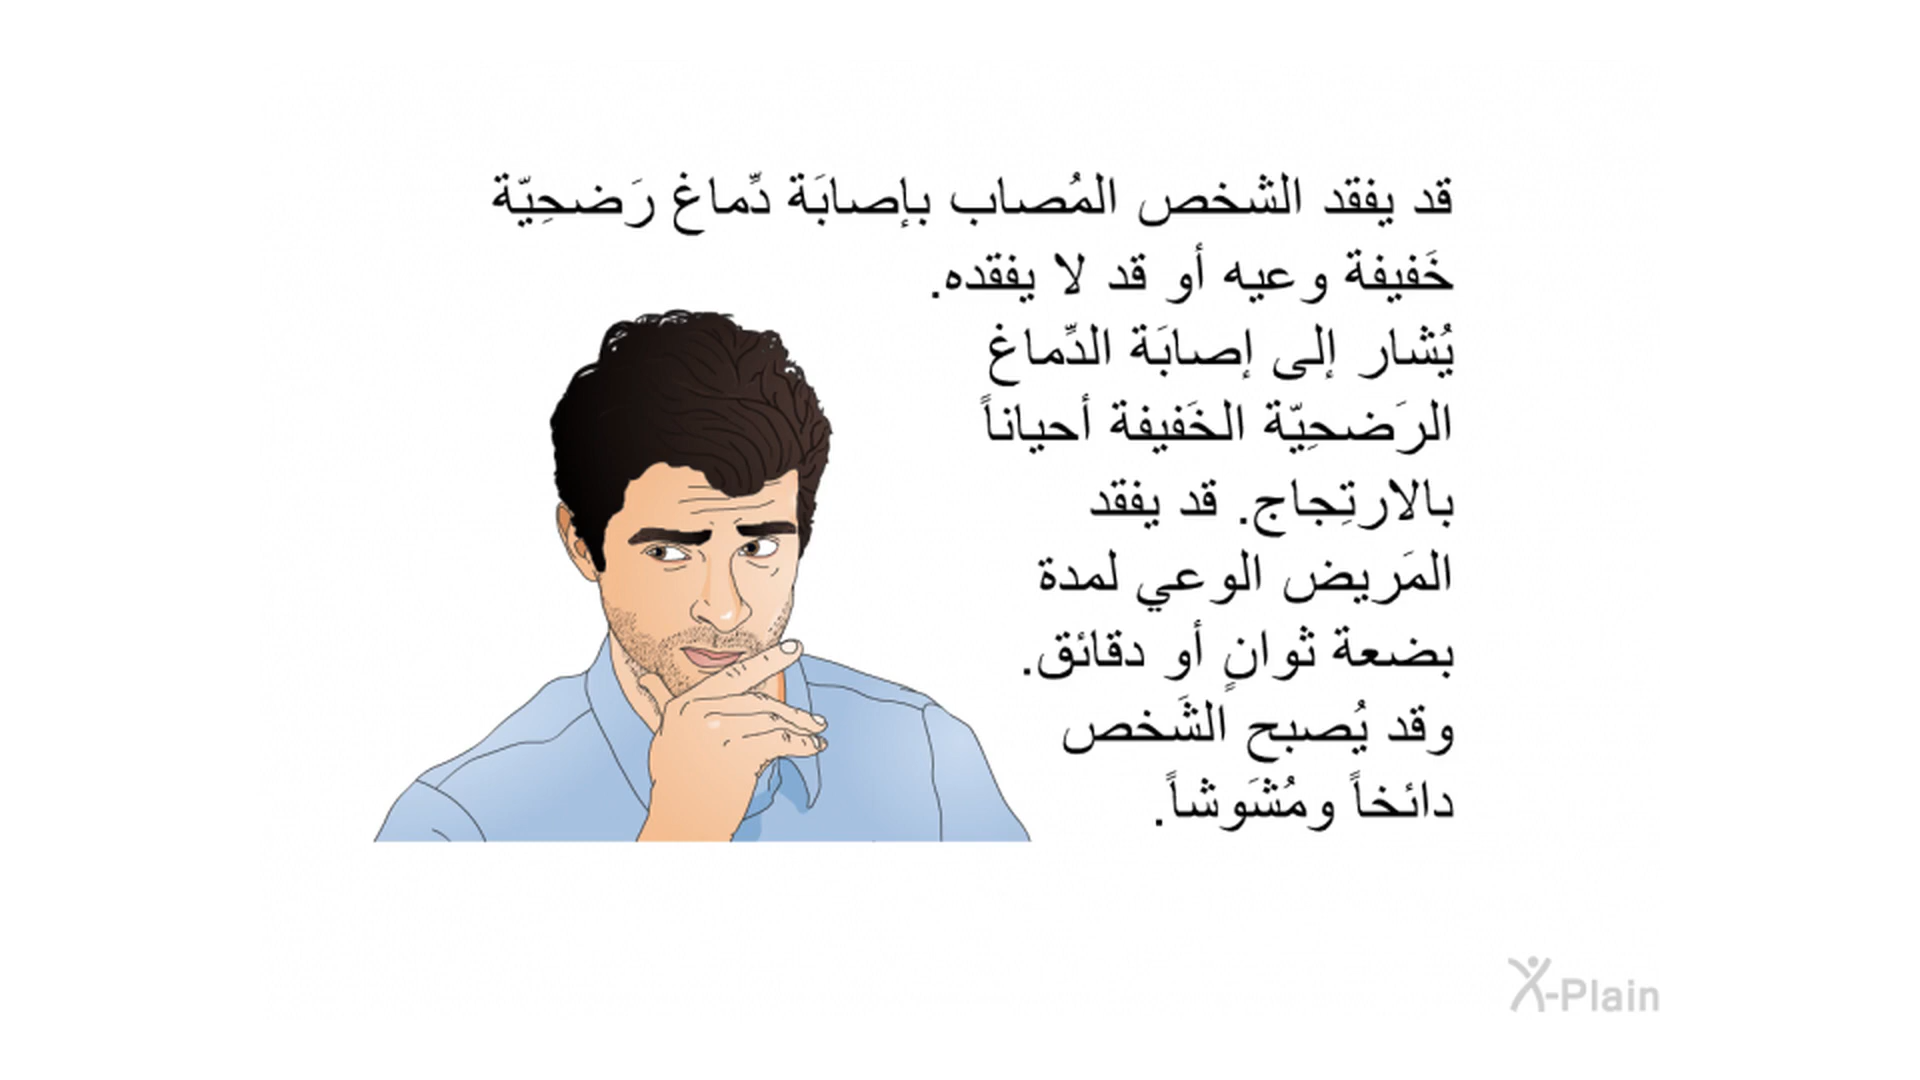 قد يفقد الشخص المُصاب بإصابَة دِّماغ رَضحِيّة
خَفيفة وعيه أو قد لا يفقده.
يُشار إلى إصابَة الدِّماغ
الرَضحِيّة الخَفيفة أحياناً
بالارتِجاج. قد يفقد
المَريض الوعي لمدة
بضعة ثوانٍ أو دقائق.
وقد يُصبح الشَخص
دائخاً ومُشَوشاً.
X-Plain